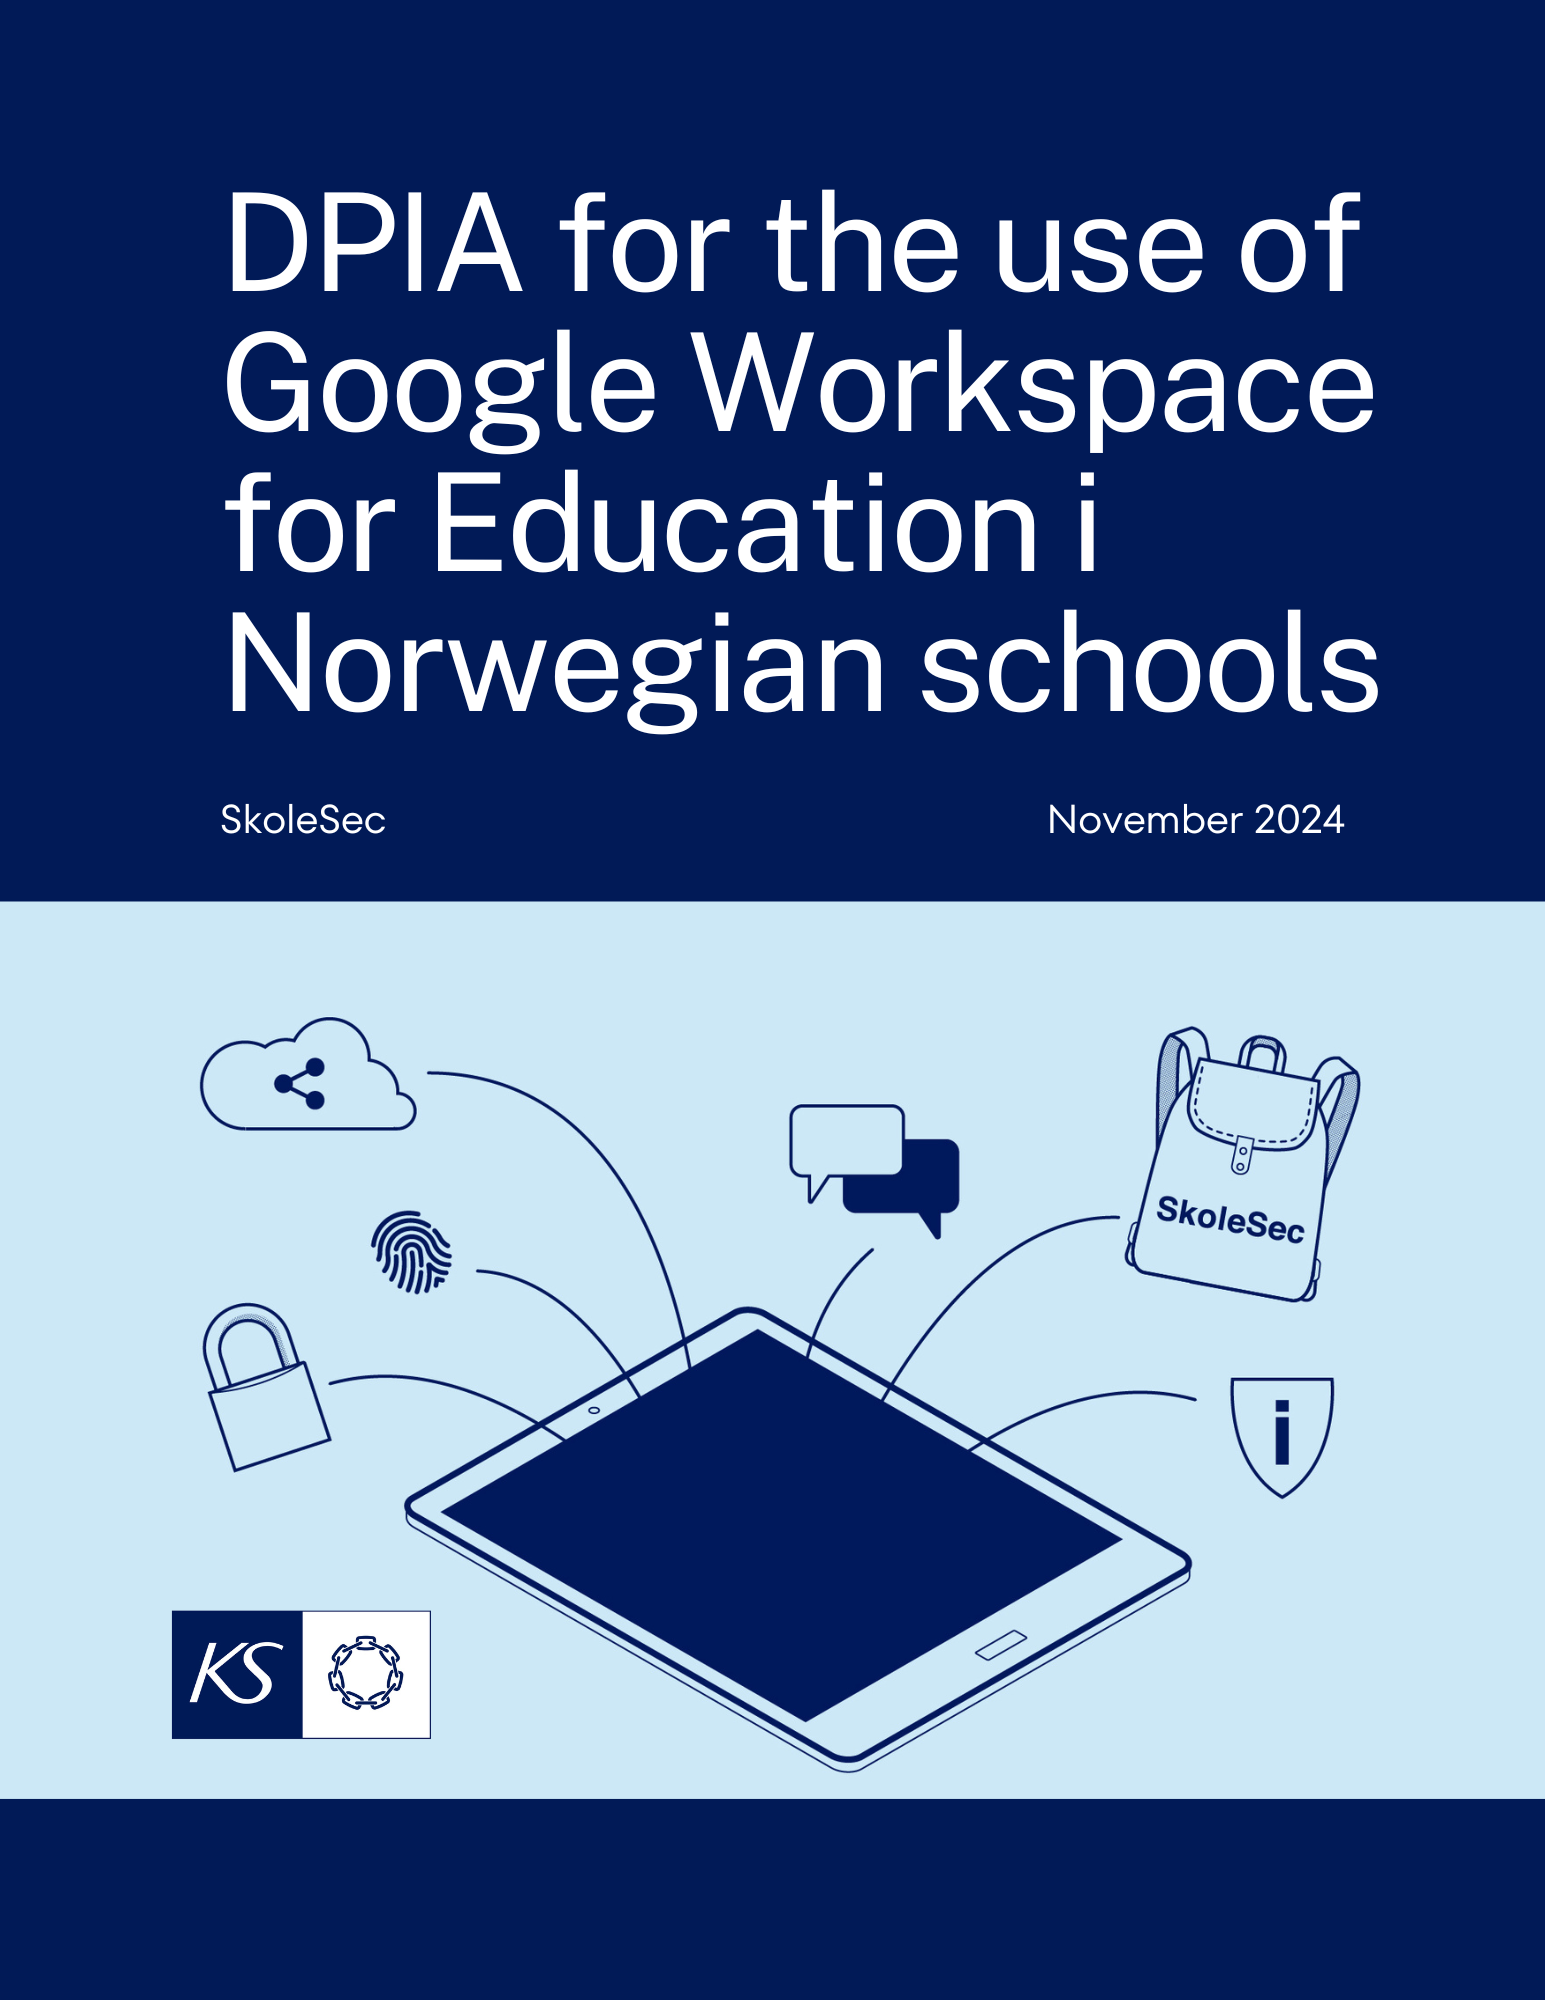 DPIA for the use of
Google Workspace
for Education i
Norwegian schools
SkoleSec
November 2024
SkoleSec
i
KS